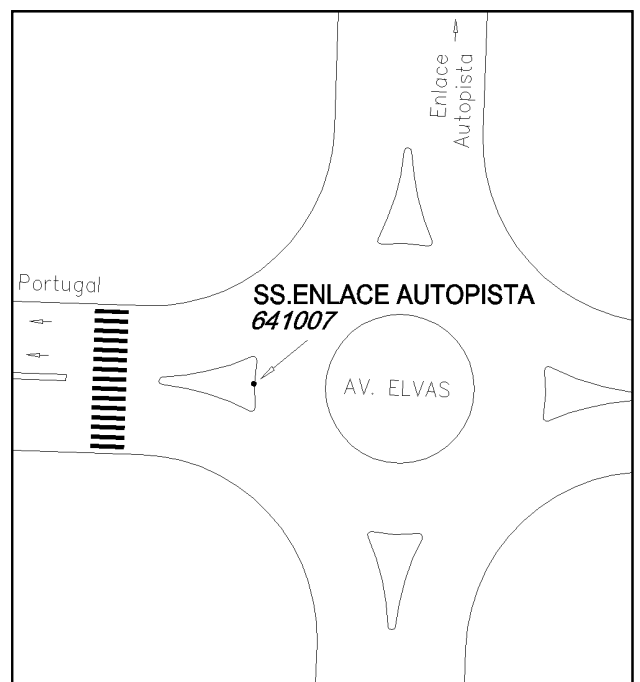 Enlace
Autopista
Portugal
SS.ENLACE AUTOPISTA
641007
AV. ELVAS